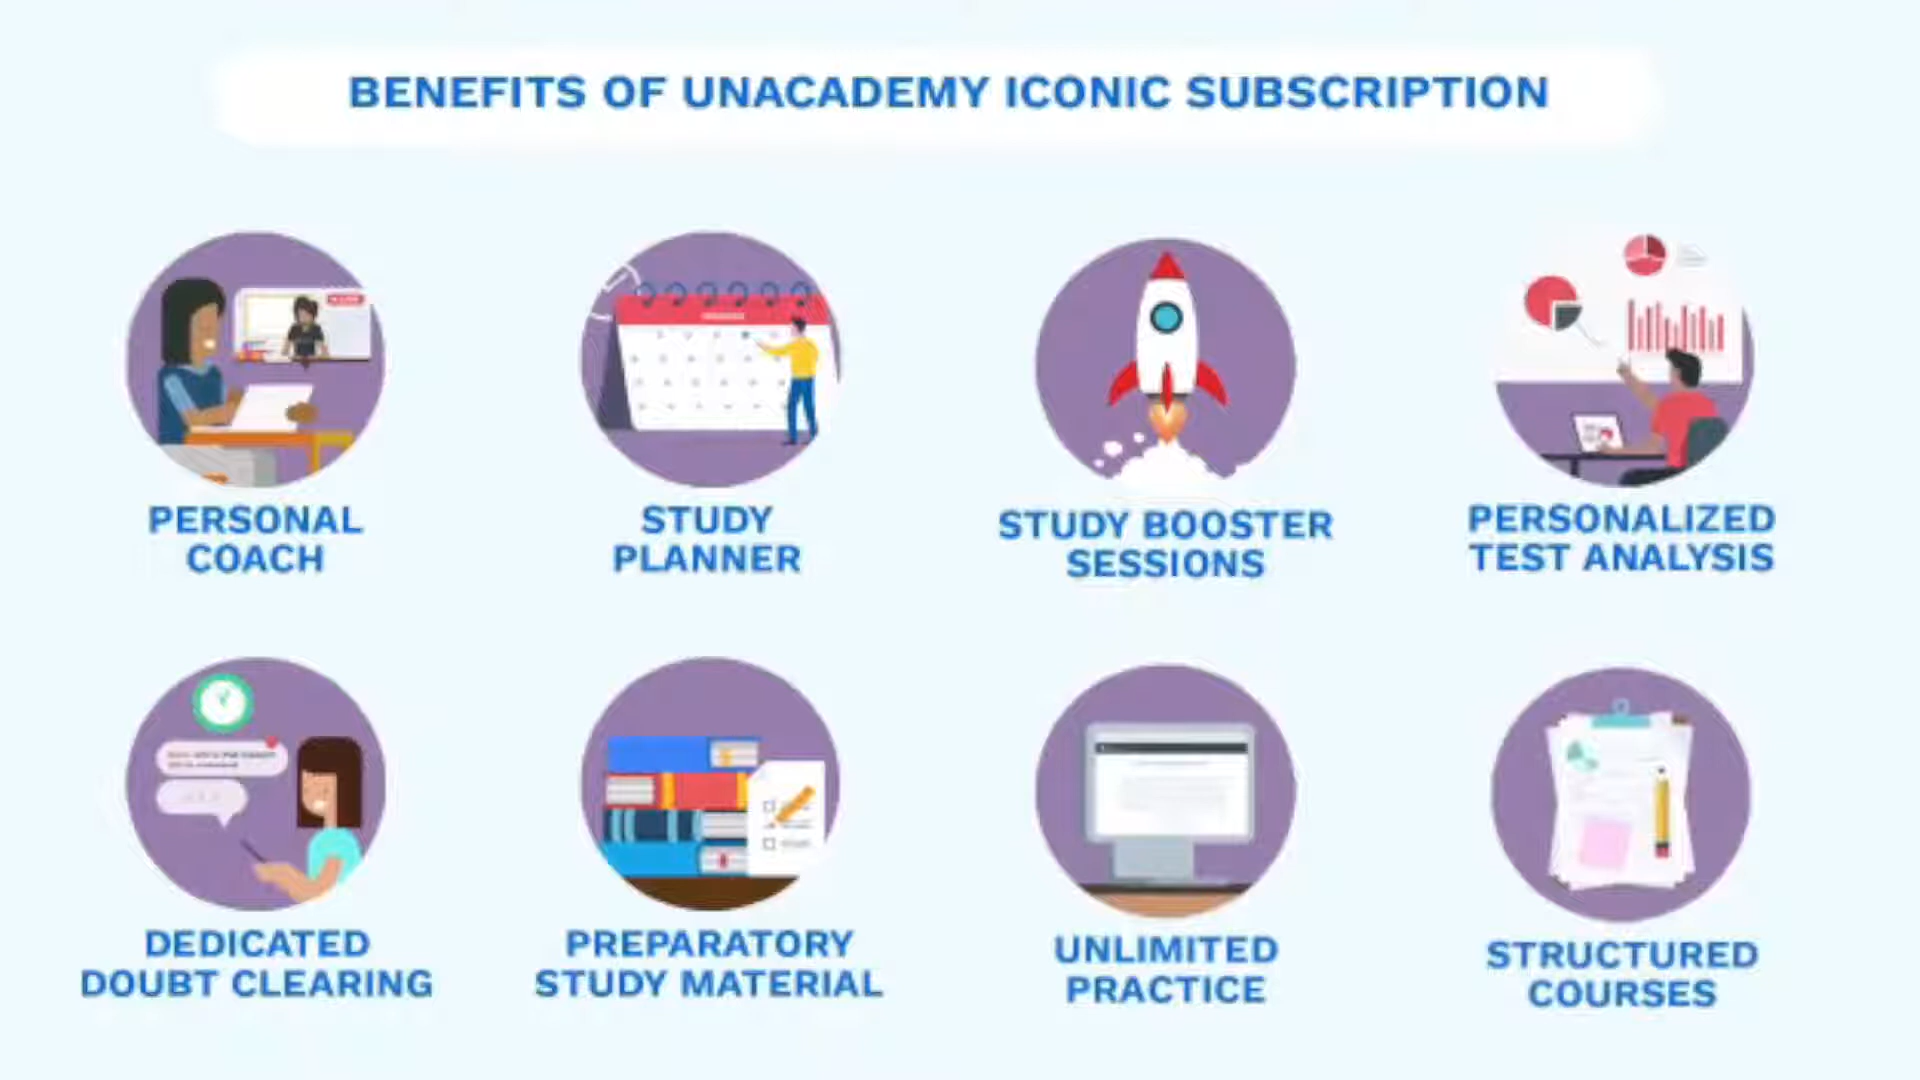 BENEFITS OF UNACADEMY ICONIC SUBSCRIPTION
PERSONAL
COACH
STUDY
PLANNER
STUDY BOOSTER
SESSIONS
PERSONALIZED
TEST ANALYSIS
DEDICATED
DOUBT CLEARING
PREPARATORY
STUDY MATERIAL
UNLIMITED
PRACTICE
STRUCTURED
COURSES